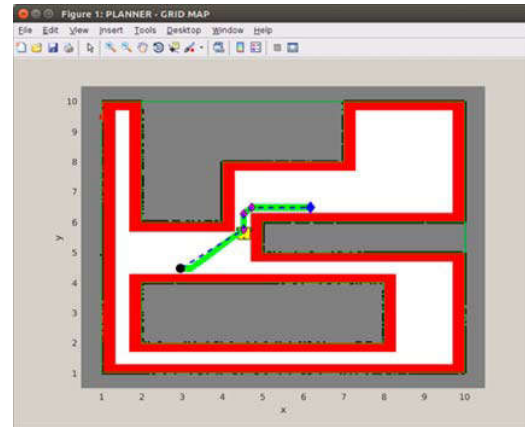 Figure 1: PLANNER - GRID MAP
File Edit View Insert Tools Desktop Window Help
10
9
8
7
6
5
4
3
2
1
y
1 2 3 4 5 6 7 8 9 10
x